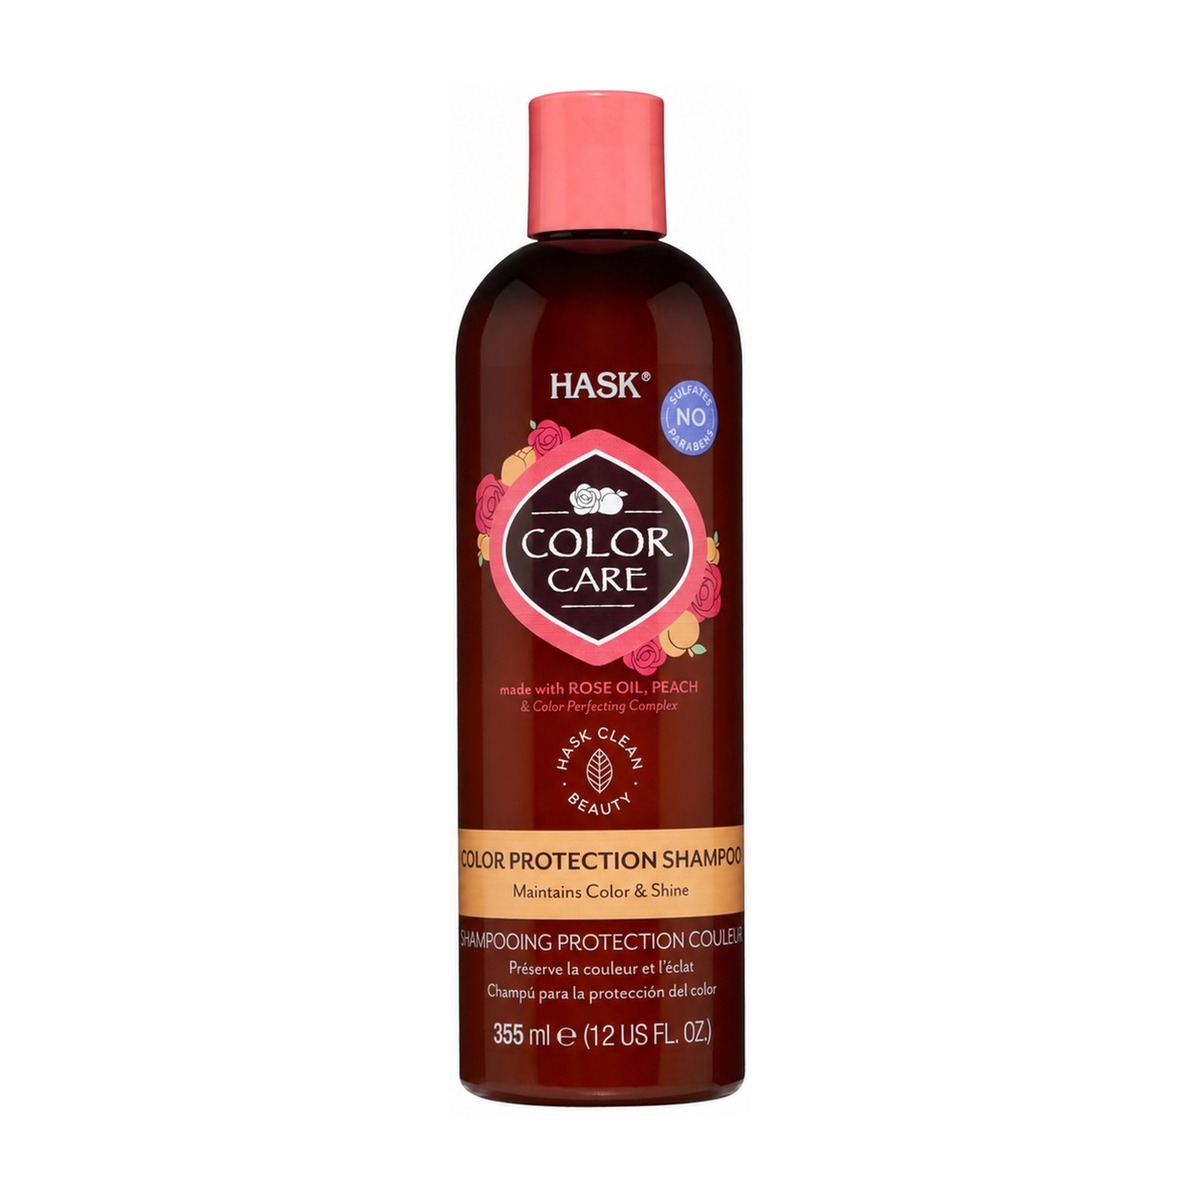 HASK®
SULFATES
NO
PARABENS
COLOR
CARE
made with ROSE OIL, PEACH
& Color Perfecting Complex
HASK CLEAN
BEAUTY
COLOR PROTECTION SHAMPOO
Maintains Color & Shine
SHAMPOOING PROTECTION COULEUR
Préserve la couleur et l'éclat
Champú para la protección del color
355 ml ℮ (12 US FL. OZ.)